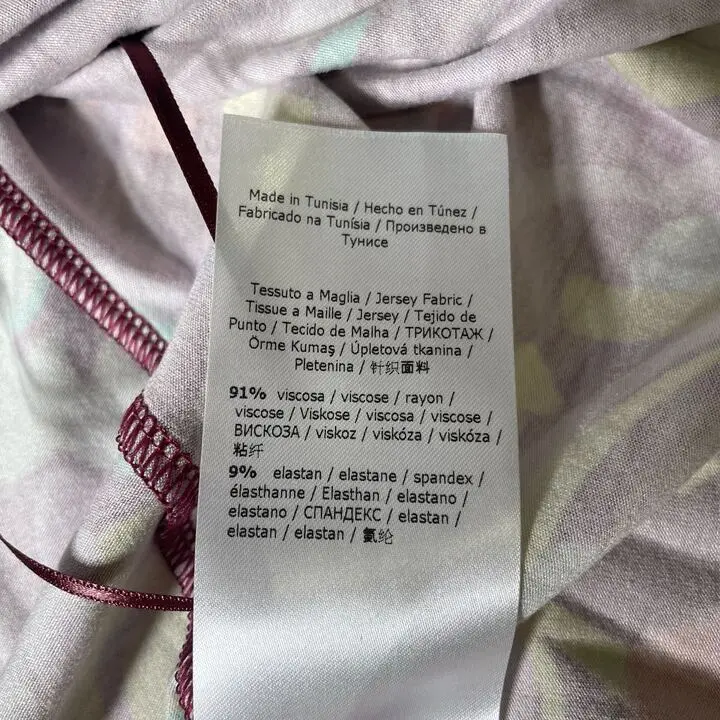 Made in Tunisia / Hecho en Túnez /
Fabricado na Tunísia / Произведено в
Тунисе
Tessuto a Maglia / Jersey Fabric /
Tissue a Maille / Jersey / Tejido de
Punto / Tecido de Malha / ТРИКОТАЖ /
Örme Kumaş / Úpletová tkanina /
Pletenina / 针织面料
91% viscosa / viscose / rayon /
viscose / Viskose / viscosa / viscose /
ВИСКОЗА / viskoz / viskóza / viskóza /
粘纤
9% elastan / elastane / spandex /
élasthanne / Elasthan / elastano /
elastano / СПАНДЕКС / elastan /
elastan / elastan / 氨纶